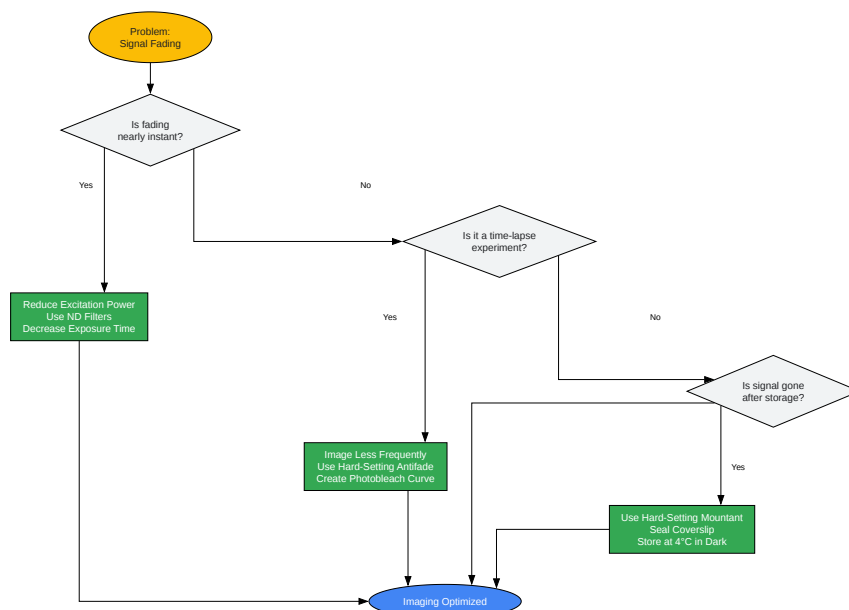 Problem:
Signal Fading
Is fading
nearly instant?
Yes
No
Is it a time-lapse
experiment?
Reduce Excitation Power
Use ND Filters
Decrease Exposure Time
Yes
No
Is signal gone
after storage?
Image Less Frequently
Use Hard-Setting Antifade
Create Photobleach Curve
Yes
Use Hard-Setting Mountant
Seal Coverslip
Store at 4°C in Dark
Imaging Optimized